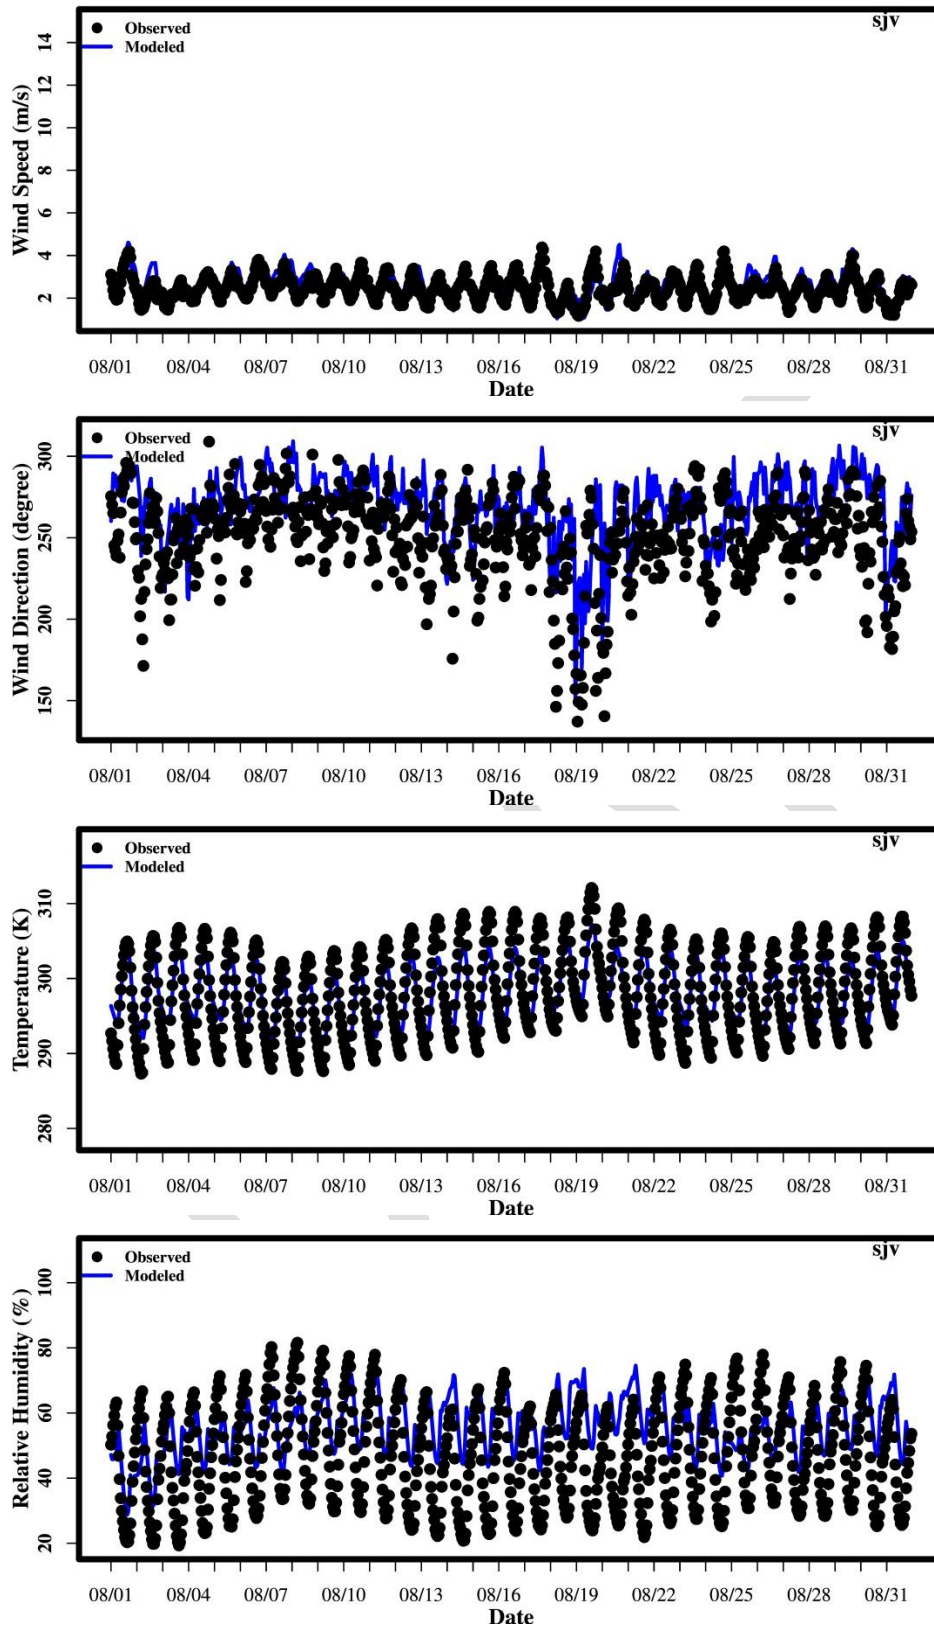 sjv
Observed
Modeled
Wind Speed (m/s)
14
12
10
8
6
4
2
08/01 08/04 08/07 08/10 08/13 08/16 08/19 08/22 08/25 08/28 08/31
Date
sjv
Observed
Modeled
Wind Direction (degree)
300
250
200
150
08/01 08/04 08/07 08/10 08/13 08/16 08/19 08/22 08/25 08/28 08/31
Date
sjv
Observed
Modeled
Temperature (K)
310
300
290
280
08/01 08/04 08/07 08/10 08/13 08/16 08/19 08/22 08/25 08/28 08/31
Date
sjv
Observed
Modeled
Relative Humidity (%)
100
80
60
40
20
08/01 08/04 08/07 08/10 08/13 08/16 08/19 08/22 08/25 08/28 08/31
Date